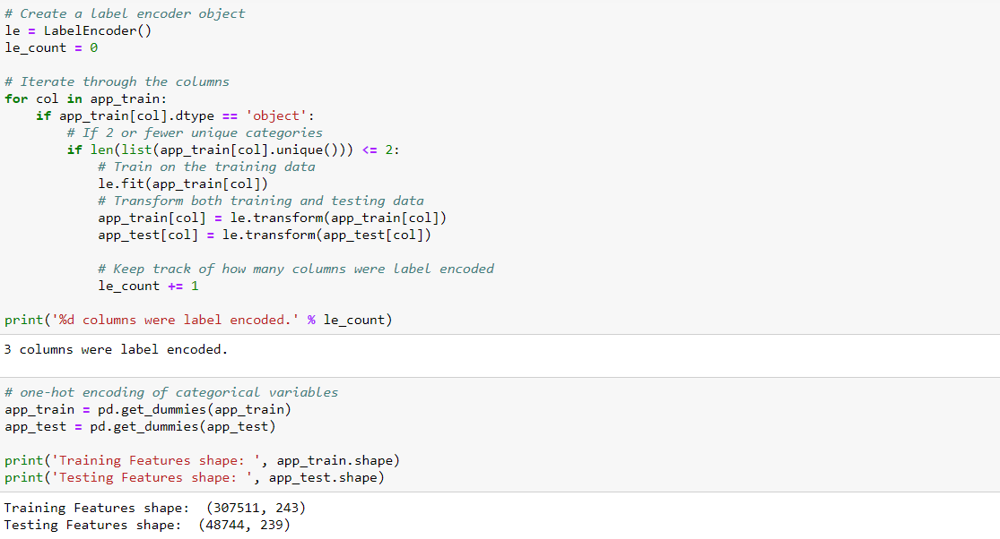 # Create a label encoder object
le = LabelEncoder()
le_count = 0
# Iterate through the columns
for col in app_train:
    if app_train[col].dtype == 'object':
        # If 2 or fewer unique categories
        if len(list(app_train[col].unique())) <= 2:
            # Train on the training data
            le.fit(app_train[col])
            # Transform both training and testing data
            app_train[col] = le.transform(app_train[col])
            app_test[col] = le.transform(app_test[col])
            # Keep track of how many columns were label encoded
            le_count += 1
print('%d columns were label encoded.' % le_count)
3 columns were label encoded.
# one-hot encoding of categorical variables
app_train = pd.get_dummies(app_train)
app_test = pd.get_dummies(app_test)
print('Training Features shape: ', app_train.shape)
print('Testing Features shape: ', app_test.shape)
Training Features shape:  (307511, 243)
Testing Features shape:  (48744, 239)